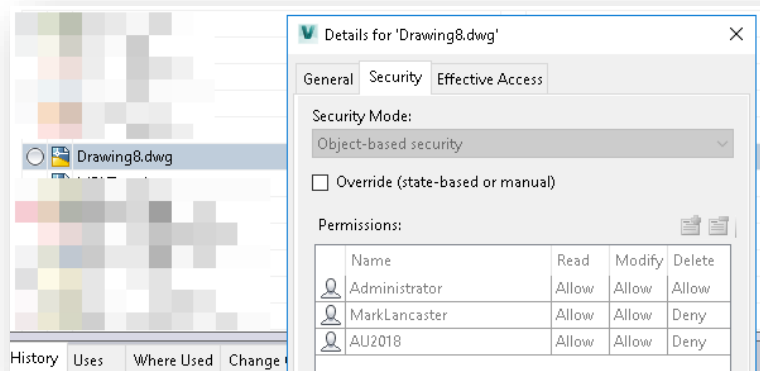 Details for 'Drawing8.dwg'
General Security Effective Access
Security Mode:
Object-based security
Drawing8.dwg
Override (state-based or manual)
Permissions:
Name Read Modify Delete
Administrator Allow Allow Allow
MarkLancaster Allow Allow Deny
AU2018 Allow Allow Deny
History Uses Where Used Change